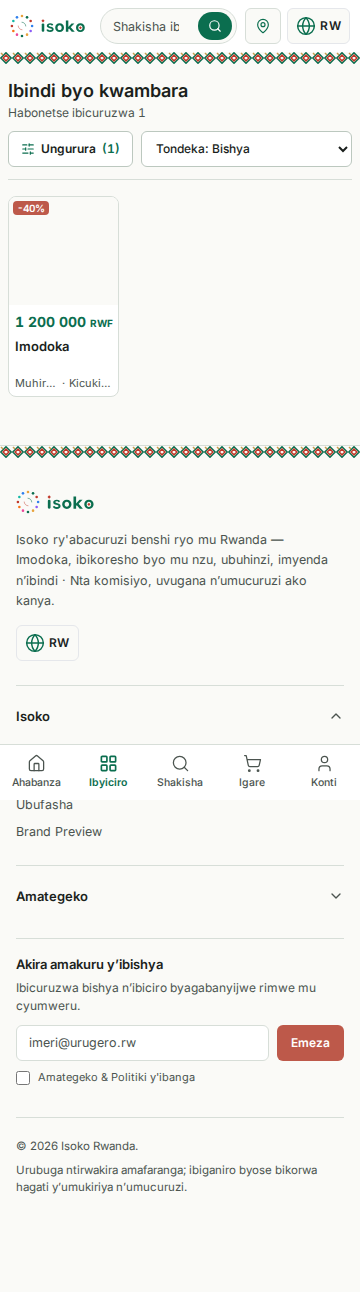 isoko
Shakisha ib
RW
Ibindi byo kwambara
Habonetse ibicuruzwa 1
Ungurura (1)
Tondeka: Bishya
-40%
1 200 000 RWF
Imodoka
Muhir... · Kicuki...
isoko
Isoko ry'abacuruzi benshi ryo mu Rwanda —
Imodoka, ibikoresho byo mu nzu, ubuhinzi, imyenda
n’ibindi · Nta komisiyo, uvugana n’umucuruzi ako
kanya.
RW
Isoko
Ahabanza
Ibyiciro
Shakisha
Igare
Konti
Ubufasha
Brand Preview
Amategeko
Akira amakuru y’ibishya
Ibicuruzwa bishya n’ibiciro byagabanyijwe rimwe mu
cyumweru.
imeri@urugero.rw
Emeza
Amategeko & Politiki y'ibanga
© 2026 Isoko Rwanda.
Urubuga ntirwakira amafaranga; ibiganiro byose bikorwa
hagati y’umukiriya n’umucuruzi.